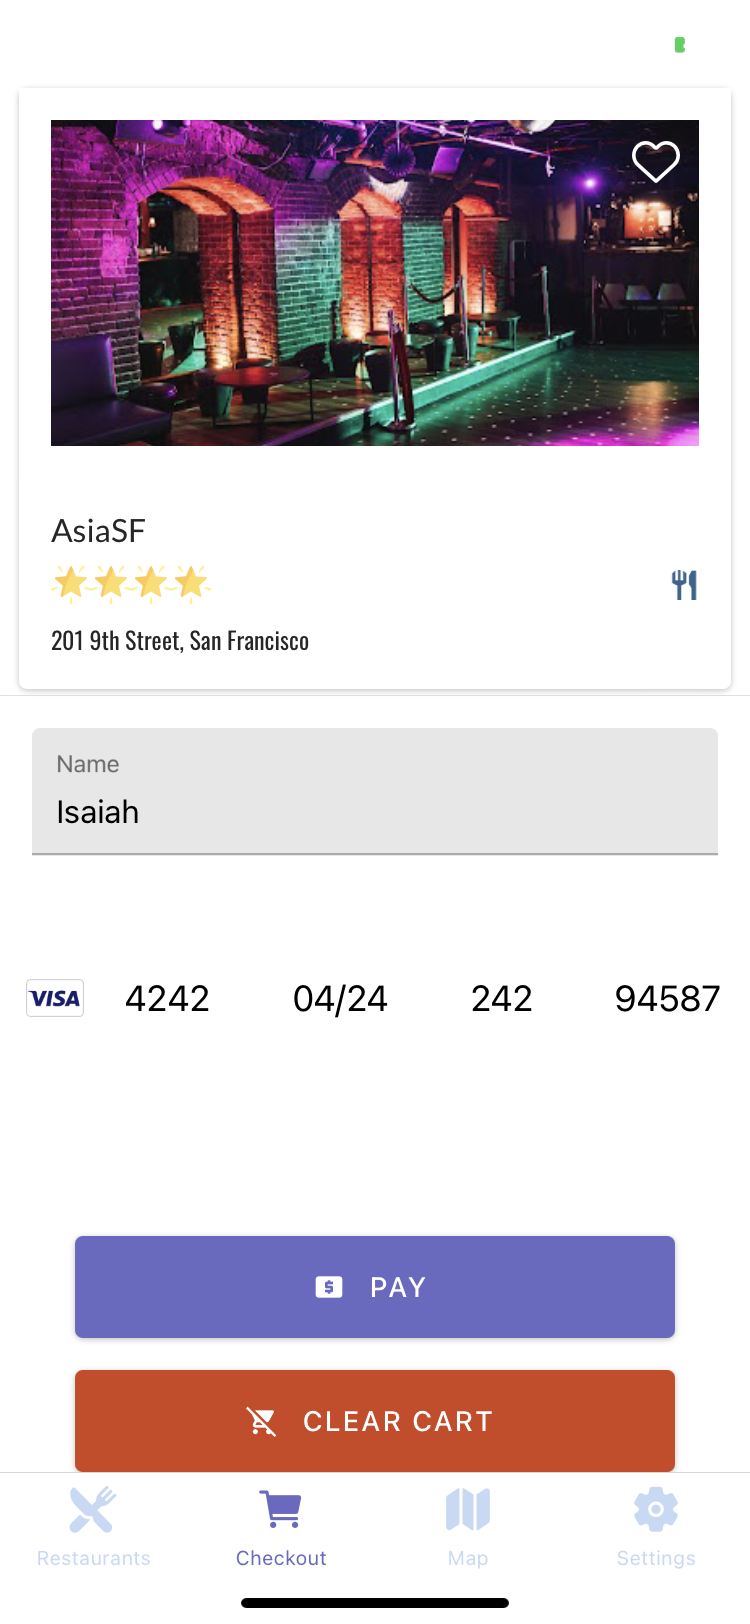 AsiaSF
201 9th Street, San Francisco
Name
Isaiah
VISA 4242 04/24 242 94587
PAY
CLEAR CART
Restaurants Checkout Map Settings